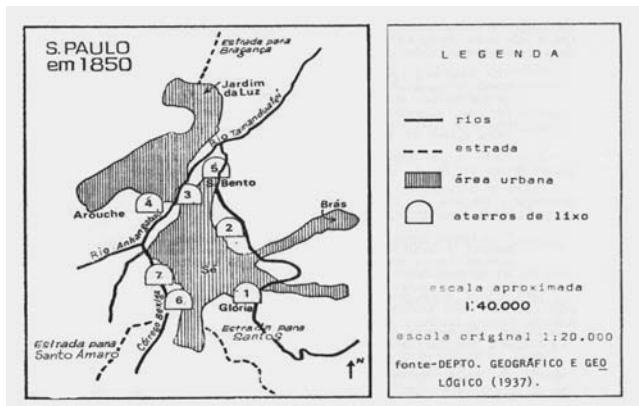 S. PAULO
em 1850
Estrada para
Bragança
Jardim
da Luz
Rio Tamanduateí
5
S. Bento
4
3
Arouche
Brás
2
Rio Anhangabaú
Sé
7
1
6
Glória
Córrego Bexiga
Estrada para
Santos
Estrada para
Santo Amaro
N
LEGENDA
rios
estrada
área urbana
aterros de lixo
escala aproximada
1:40.000
escala original 1:20.000
fonte-DEPTO. GEOGRÁFICO E GEO
LÓGICO (1937).